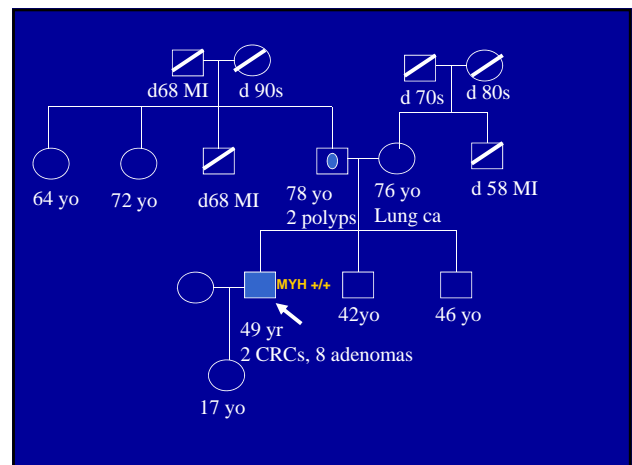 d68 MI
d 90s
d 70s
d 80s
64 yo
72 yo
d68 MI
78 yo
2 polyps
76 yo
Lung ca
d 58 MI
MYH +/+
49 yr
2 CRCs, 8 adenomas
42yo
46 yo
17 yo